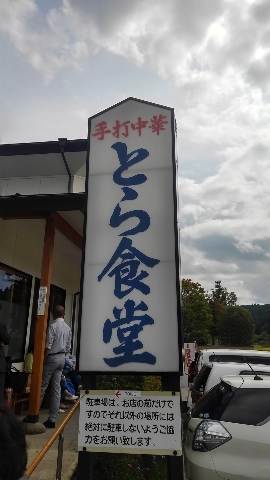 手打中華
とら食堂
駐車場は、お店の前だけで
すのでそれ以外の場所には
絶対に駐車しないようご協
力をお願い致します。